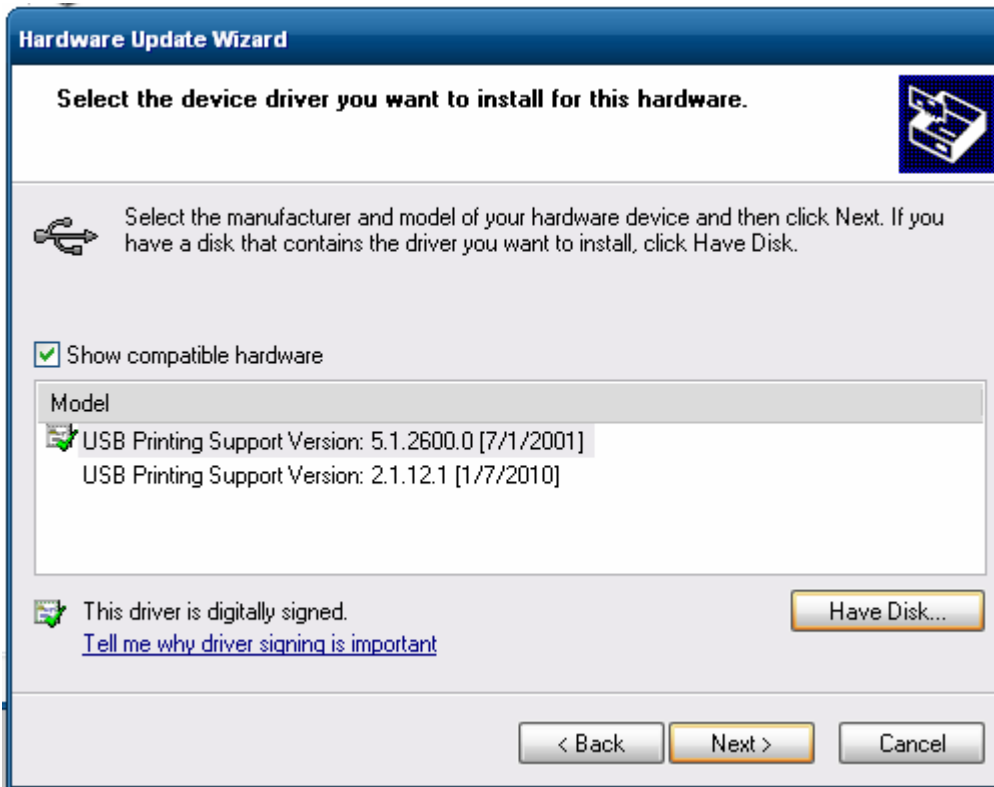 Hardware Update Wizard
Select the device driver you want to install for this hardware.
Select the manufacturer and model of your hardware device and then click Next. If you
have a disk that contains the driver you want to install, click Have Disk.
Show compatible hardware
Model
USB Printing Support Version: 5.1.2600.0 [7/1/2001]
USB Printing Support Version: 2.1.12.1 [1/7/2010]
This driver is digitally signed.
Have Disk...
Tell me why driver signing is important
< Back
Next >
Cancel